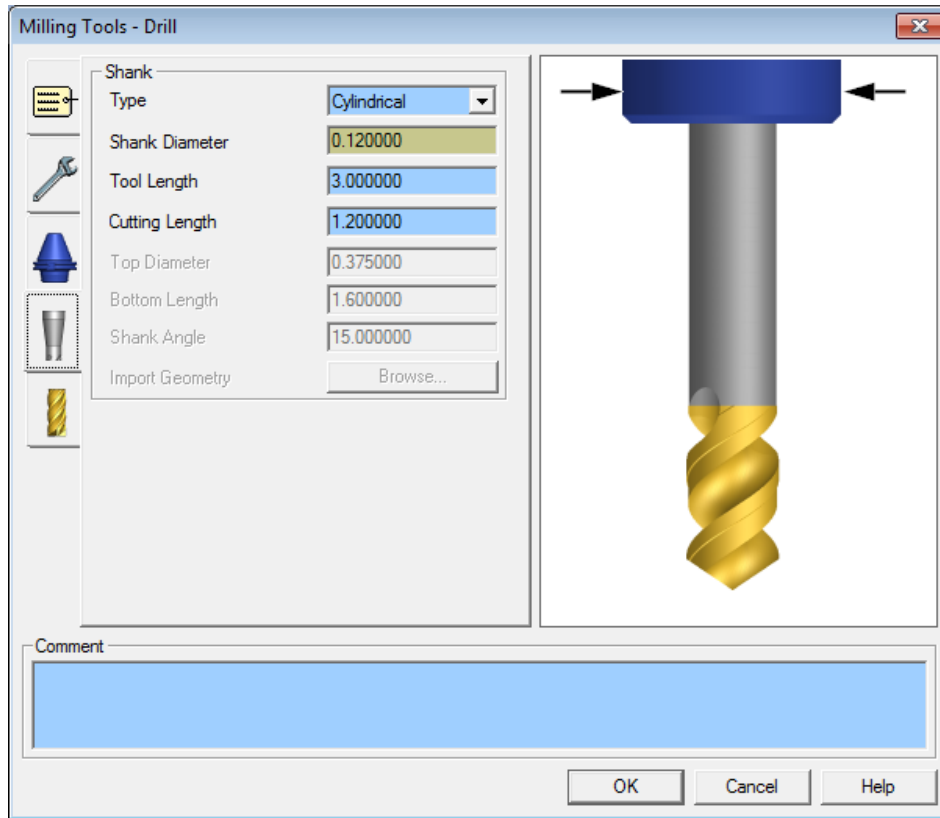 Milling Tools - Drill
Shank
Type Cylindrical
Shank Diameter 0.120000
Tool Length 3.000000
Cutting Length 1.200000
Top Diameter 0.375000
Bottom Length 1.600000
Shank Angle 15.000000
Import Geometry Browse...
Comment
OK Cancel Help